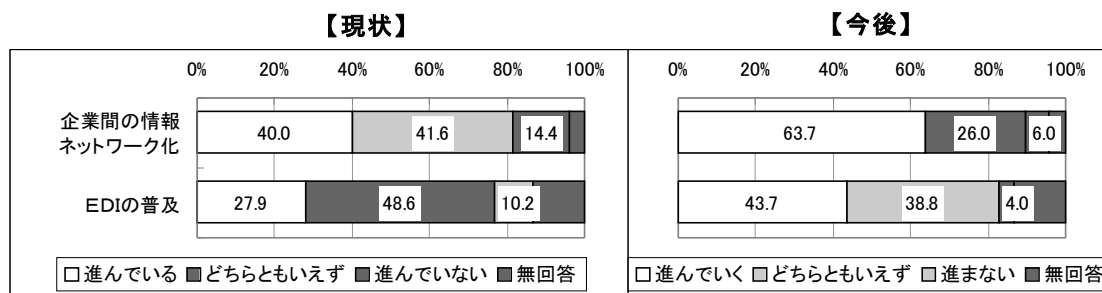 【現状】
【今後】
0% 20% 40% 60% 80% 100%
0% 20% 40% 60% 80% 100%
企業間の情報
ネットワーク化
40.0 41.6 14.4
63.7 26.0 6.0
EDIの普及
27.9 48.6 10.2
43.7 38.8 4.0
進んでいる どちらともいえず 進んでいない 無回答
進んでいく どちらともいえず 進まない 無回答